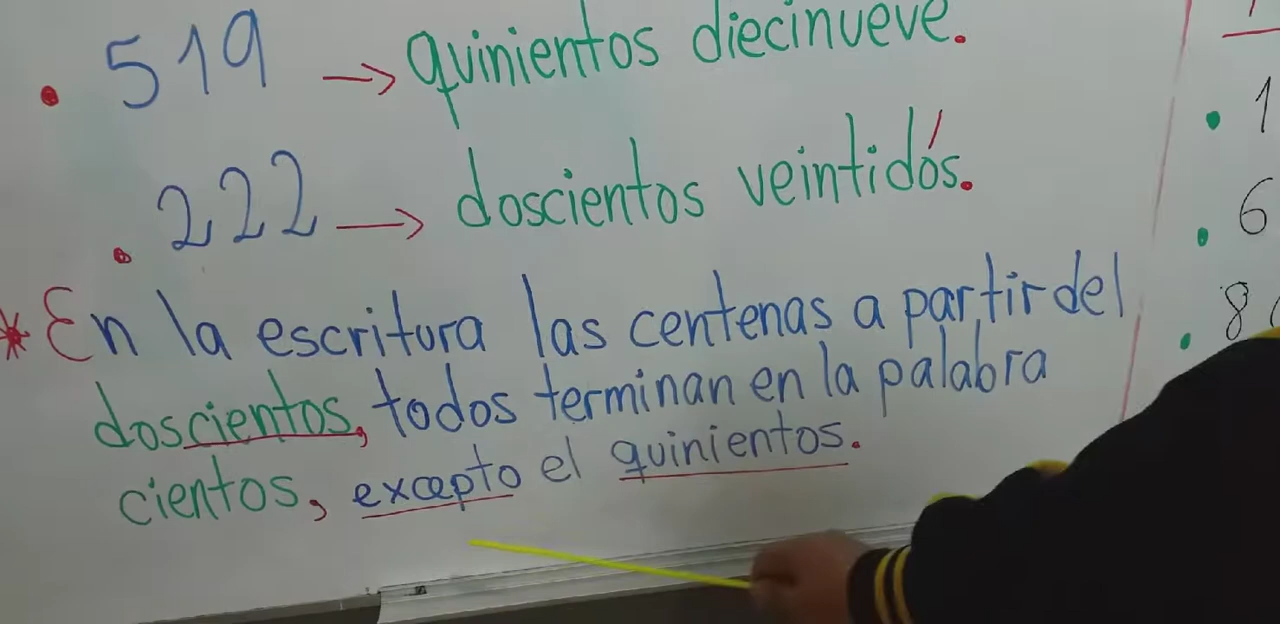 • 519 → quinientos diecinueve.
• 222 → doscientos veintidós.
* En la escritura las centenas a partir del
doscientos, todos terminan en la palabra
cientos, excepto el quinientos.
• 1
• 6
• 8